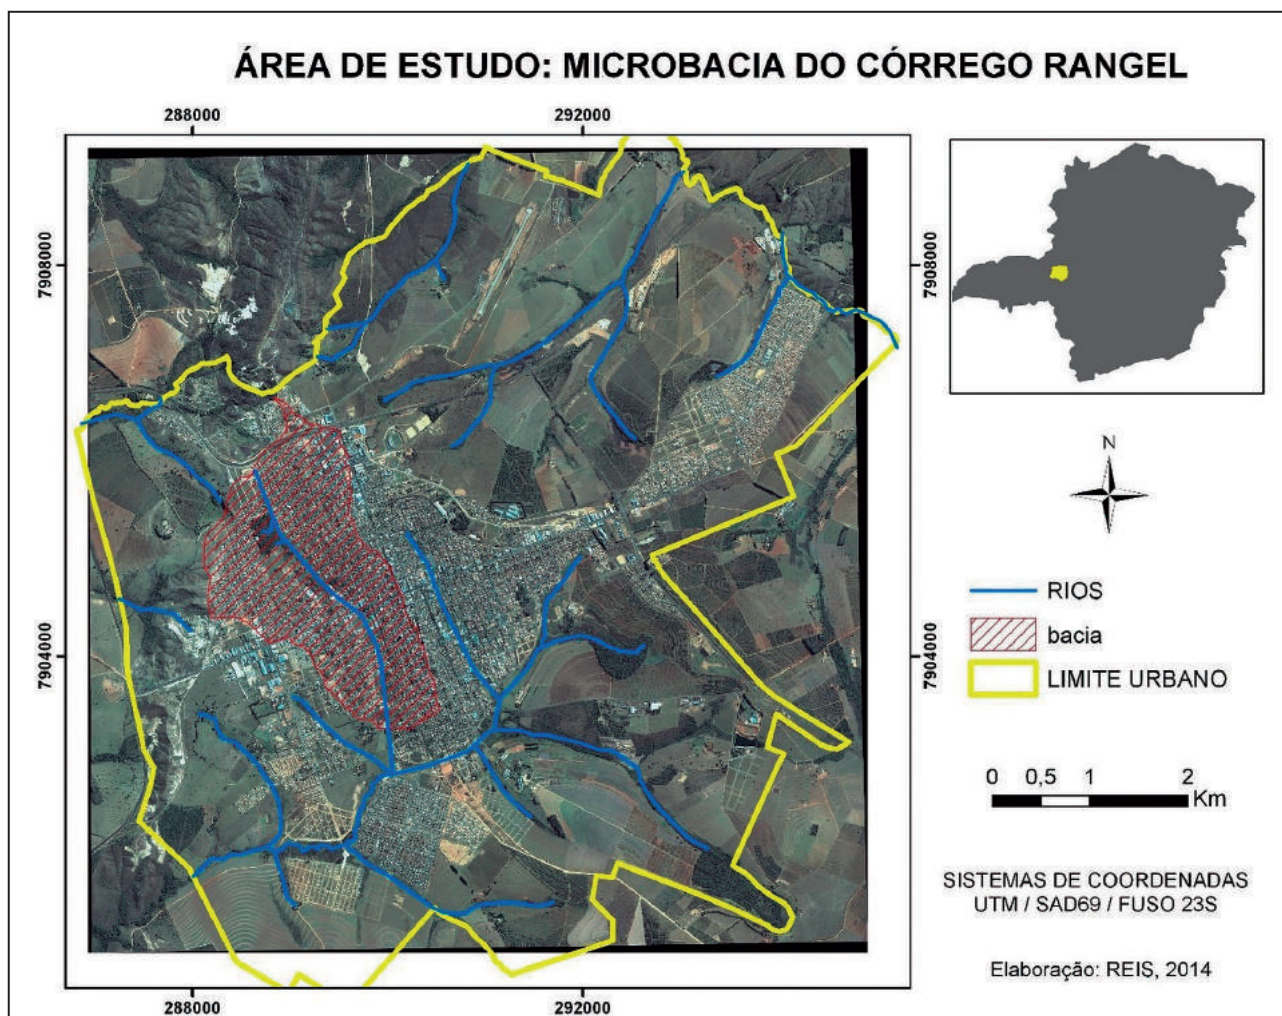 ÁREA DE ESTUDO: MICROBACIA DO CÓRREGO RANGEL
288000
292000
7908000
7908000
7904000
7904000
288000
292000
N
RIOS
bacia
LIMITE URBANO
0 0,5 1 2
Km
SISTEMAS DE COORDENADAS
UTM / SAD69 / FUSO 23S
Elaboração: REIS, 2014